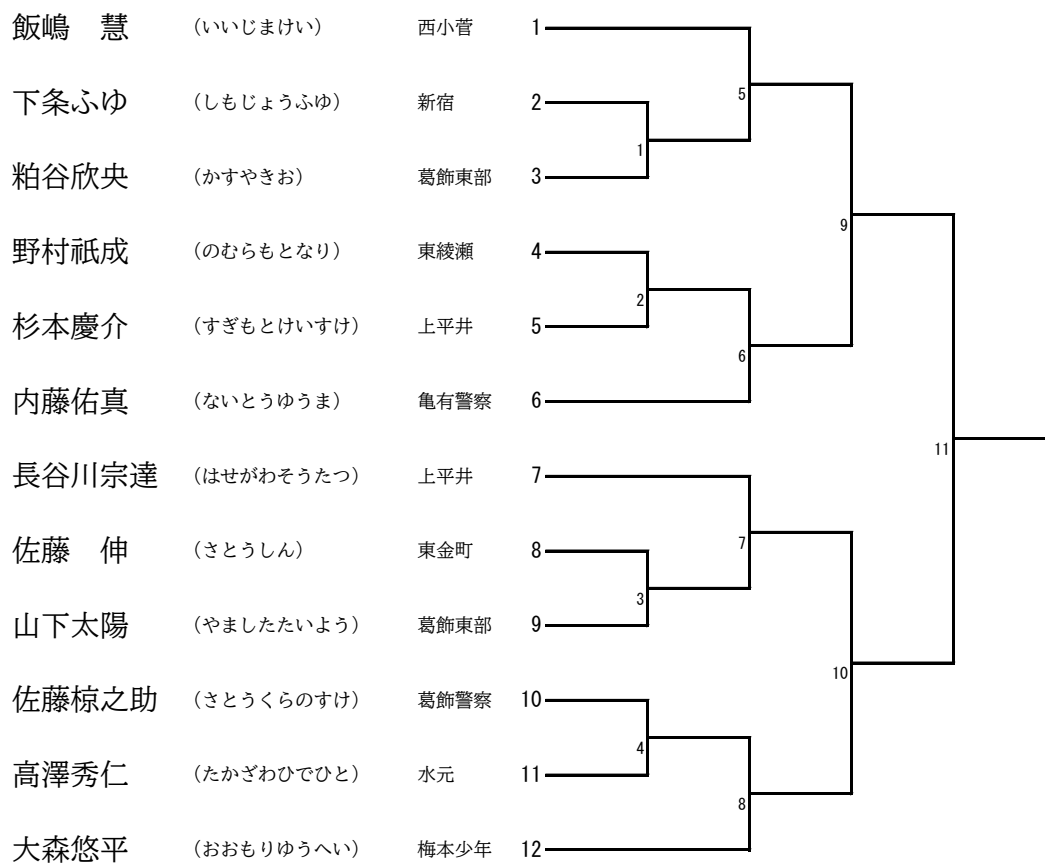 飯嶋　慧 （いいじまけい） 西小菅 1
5
下条ふゆ （しもじょうふゆ） 新宿 2
1
粕谷欣央 （かすやきお） 葛飾東部 3
9
野村祇成 （のむらもとなり） 東綾瀬 4
2
杉本慶介 （すぎもとけいすけ） 上平井 5
6
内藤佑真 （ないとうゆうま） 亀有警察 6
11
長谷川宗達 （はせがわそうたつ） 上平井 7
7
佐藤　伸 （さとうしん） 東金町 8
3
山下太陽 （やましたたいよう） 葛飾東部 9
10
佐藤椋之助 （さとうくらのすけ） 葛飾警察 10
4
高澤秀仁 （たかざわひでひと） 水元 11
8
大森悠平 （おおもりゆうへい） 梅本少年 12